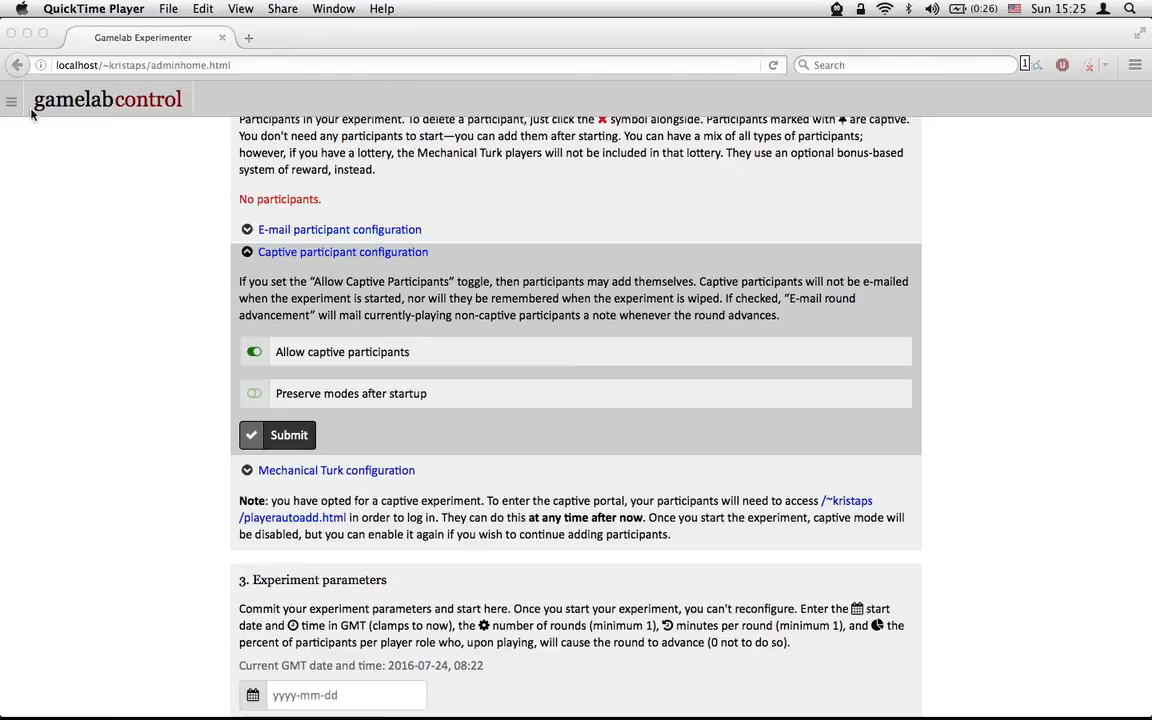 QuickTime Player File Edit View Share Window Help (0:26) Sun 15:25
Gamelab Experimenter
localhost/~kristaps/adminhome.html Search 1
gamelabcontrol
Participants in your experiment. To delete a participant, just click the ✖ symbol alongside. Participants marked with are captive.
You don't need any participants to start—you can add them after starting. You can have a mix of all types of participants;
however, if you have a lottery, the Mechanical Turk players will not be included in that lottery. They use an optional bonus-based
system of reward, instead.
No participants.
E-mail participant configuration
Captive participant configuration
If you set the “Allow Captive Participants” toggle, then participants may add themselves. Captive participants will not be e-mailed
when the experiment is started, nor will they be remembered when the experiment is wiped. If checked, “E-mail round
advancement” will mail currently-playing non-captive participants a note whenever the round advances.
Allow captive participants
Preserve modes after startup
Submit
Mechanical Turk configuration
Note: you have opted for a captive experiment. To enter the captive portal, your participants will need to access /~kristaps
/playerautoadd.html in order to log in. They can do this at any time after now. Once you start the experiment, captive mode will
be disabled, but you can enable it again if you wish to continue adding participants.
3. Experiment parameters
Commit your experiment parameters and start here. Once you start your experiment, you can't reconfigure. Enter the start
date and time in GMT (clamps to now), the number of rounds (minimum 1), minutes per round (minimum 1), and the
percent of participants per player role who, upon playing, will cause the round to advance (0 not to do so).
Current GMT date and time: 2016-07-24, 08:22
yyyy-mm-dd